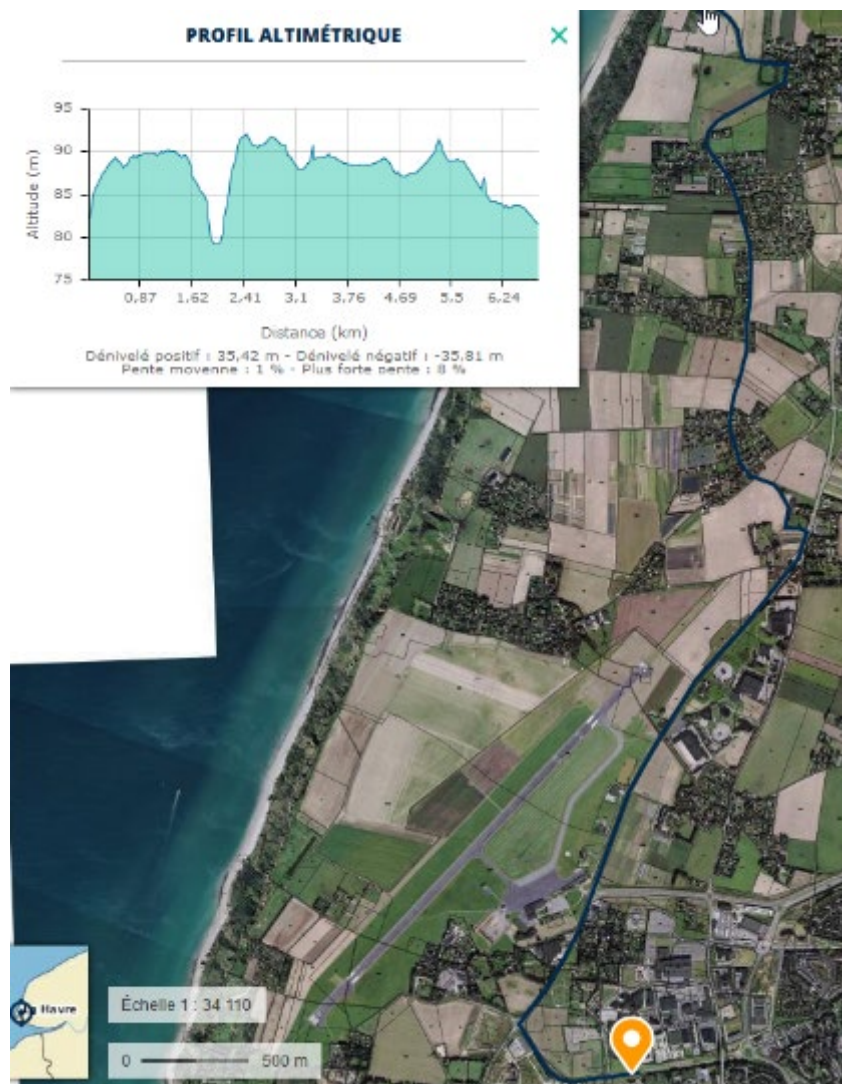 PROFIL ALTIMÉTRIQUE
95
90
85
80
75
Altitude (m)
0,87 1,62 2,41 3,1 3,76 4,69 5,5 6,24
Distance (km)
Dénivelé positif : 35,42 m - Dénivelé négatif : -35,81 m
Pente moyenne : 1 % - Plus forte pente : 8 %
Havre
Échelle 1 : 34 110
0 500 m